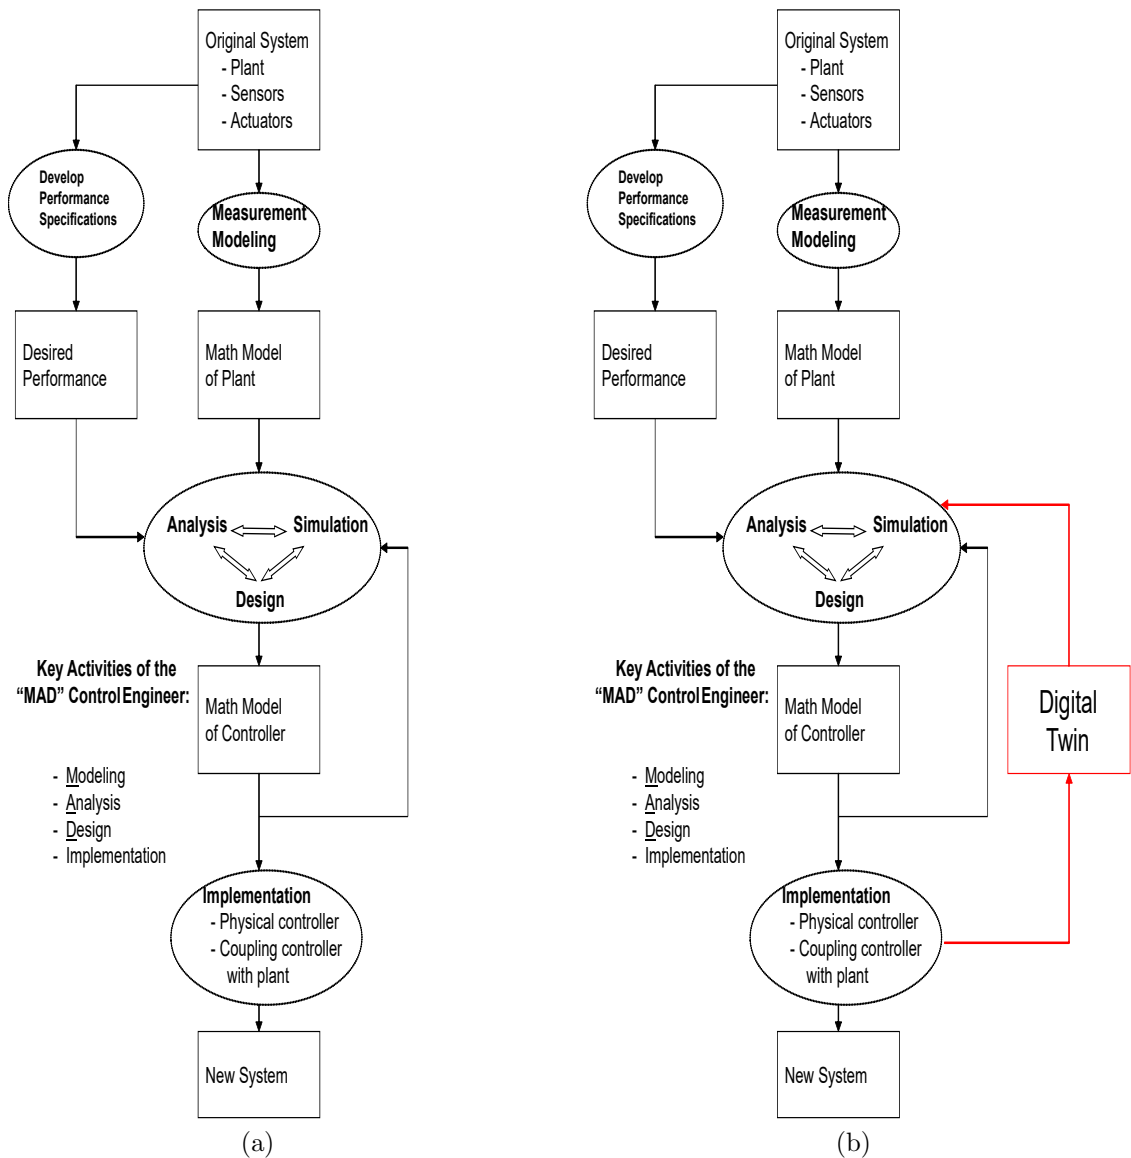 Original System
- Plant
- Sensors
- Actuators
Develop
Performance
Specifications
Measurement
Modeling
Desired
Performance
Math Model
of Plant
Analysis
Simulation
Design
Key Activities of the
“MAD” Control Engineer:
Math Model
of Controller
- Modeling
- Analysis
- Design
- Implementation
Implementation
- Physical controller
- Coupling controller
with plant
New System
(a)
Original System
- Plant
- Sensors
- Actuators
Develop
Performance
Specifications
Measurement
Modeling
Desired
Performance
Math Model
of Plant
Analysis
Simulation
Design
Key Activities of the
“MAD” Control Engineer:
Math Model
of Controller
Digital
Twin
- Modeling
- Analysis
- Design
- Implementation
Implementation
- Physical controller
- Coupling controller
with plant
New System
(b)